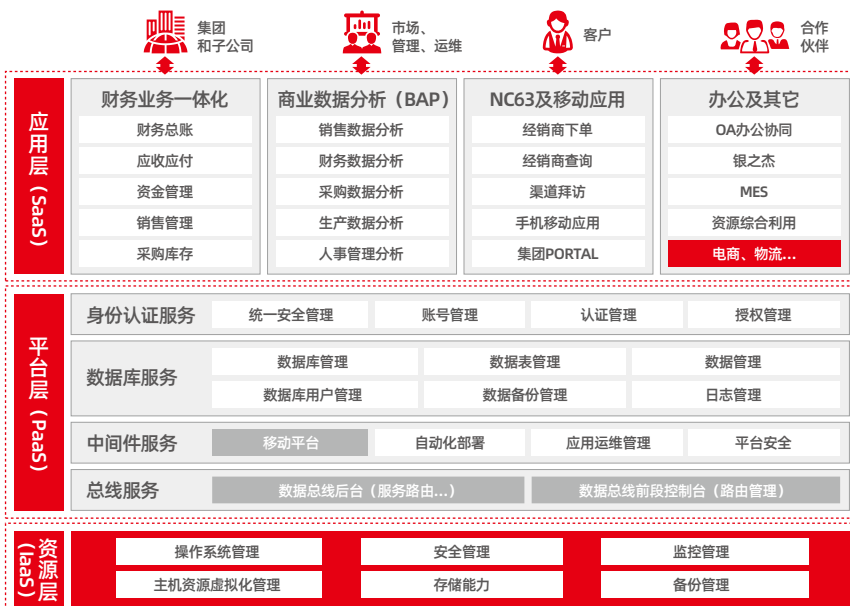 集团
和子公司
市场、
管理、运维
客户
合作
伙伴
应用层（SaaS）
财务业务一体化
财务总账
应收应付
资金管理
销售管理
采购库存
商业数据分析（BAP）
销售数据分析
财务数据分析
采购数据分析
生产数据分析
人事管理分析
NC63及移动应用
经销商下单
经销商查询
渠道拜访
手机移动应用
集团PORTAL
办公及其它
OA办公协同
银之杰
MES
资源综合利用
电商、物流...
平台层（PaaS）
身份认证服务
统一安全管理
账号管理
认证管理
授权管理
数据库服务
数据库管理
数据表管理
数据管理
数据库用户管理
数据备份管理
日志管理
中间件服务
移动平台
自动化部署
应用运维管理
平台安全
总线服务
数据总线后台（服务路由...）
数据总线前段控制台（路由管理）
资源层
(IaaS)
操作系统管理
安全管理
监控管理
主机资源虚拟化管理
存储能力
备份管理